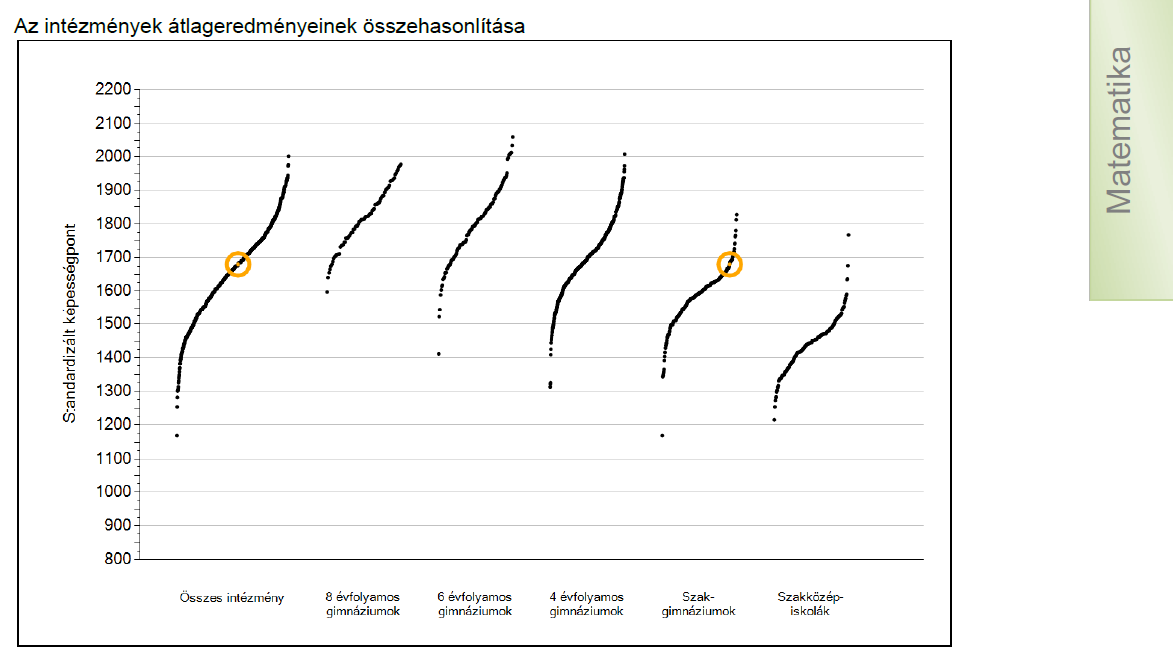 Az intézmények átlageredményeinek összehasonlítása
Matematika
Standardizált képességpont
2200
2100
2000
1900
1800
1700
1600
1500
1400
1300
1200
1100
1000
900
800
Összes intézmény
8 évfolyamos
gimnáziumok
6 évfolyamos
gimnáziumok
4 évfolyamos
gimnáziumok
Szak-
gimnáziumok
Szakközép-
iskolák